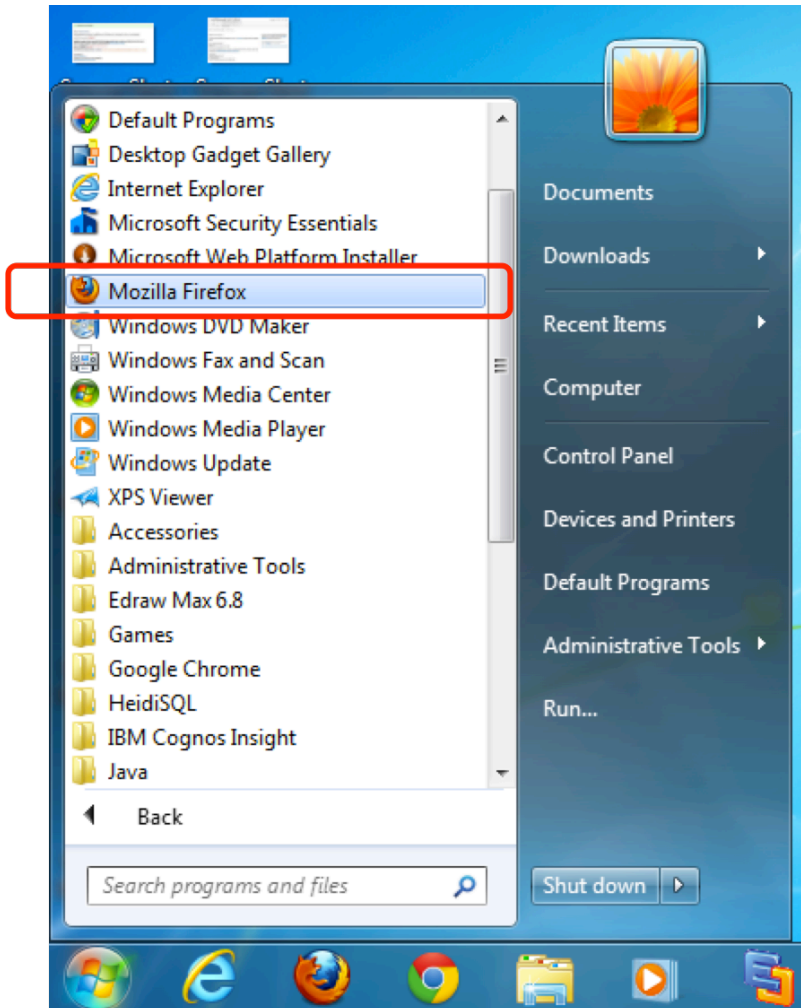 Default Programs
Desktop Gadget Gallery
Internet Explorer
Microsoft Security Essentials
Microsoft Web Platform Installer
Mozilla Firefox
Windows DVD Maker
Windows Fax and Scan
Windows Media Center
Windows Media Player
Windows Update
XPS Viewer
Accessories
Administrative Tools
Edraw Max 6.8
Games
Google Chrome
HeidiSQL
IBM Cognos Insight
Java
Back
Search programs and files
Documents
Downloads
Recent Items
Computer
Control Panel
Devices and Printers
Default Programs
Administrative Tools
Run...
Shut down